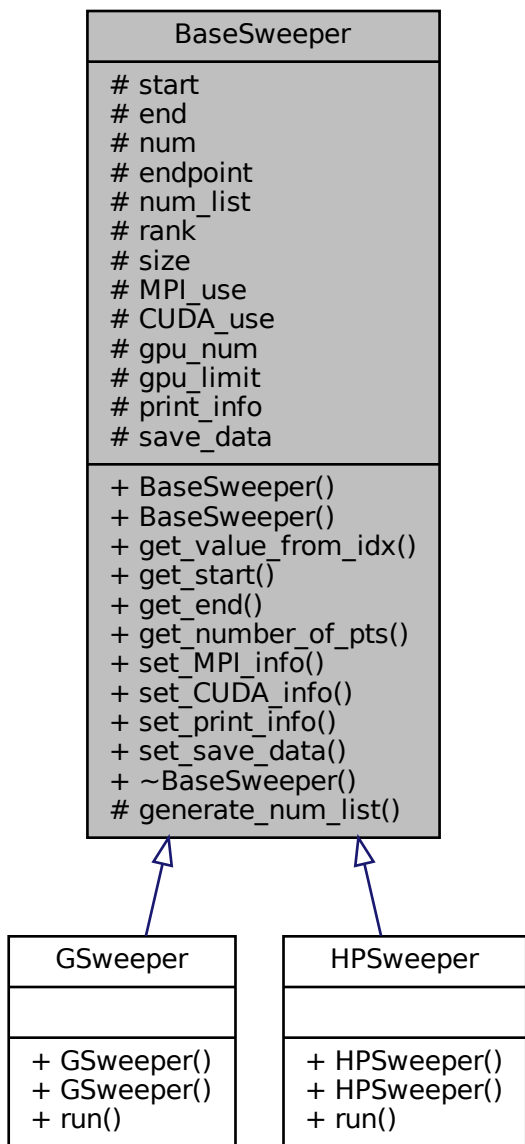 BaseSweeper
# start
# end
# num
# endpoint
# num_list
# rank
# size
# MPI_use
# CUDA_use
# gpu_num
# gpu_limit
# print_info
# save_data
+ BaseSweeper()
+ BaseSweeper()
+ get_value_from_idx()
+ get_start()
+ get_end()
+ get_number_of_pts()
+ set_MPI_info()
+ set_CUDA_info()
+ set_print_info()
+ set_save_data()
+ ~BaseSweeper()
# generate_num_list()
GSweeper
+ GSweeper()
+ GSweeper()
+ run()
HPSweeper
+ HPSweeper()
+ HPSweeper()
+ run()